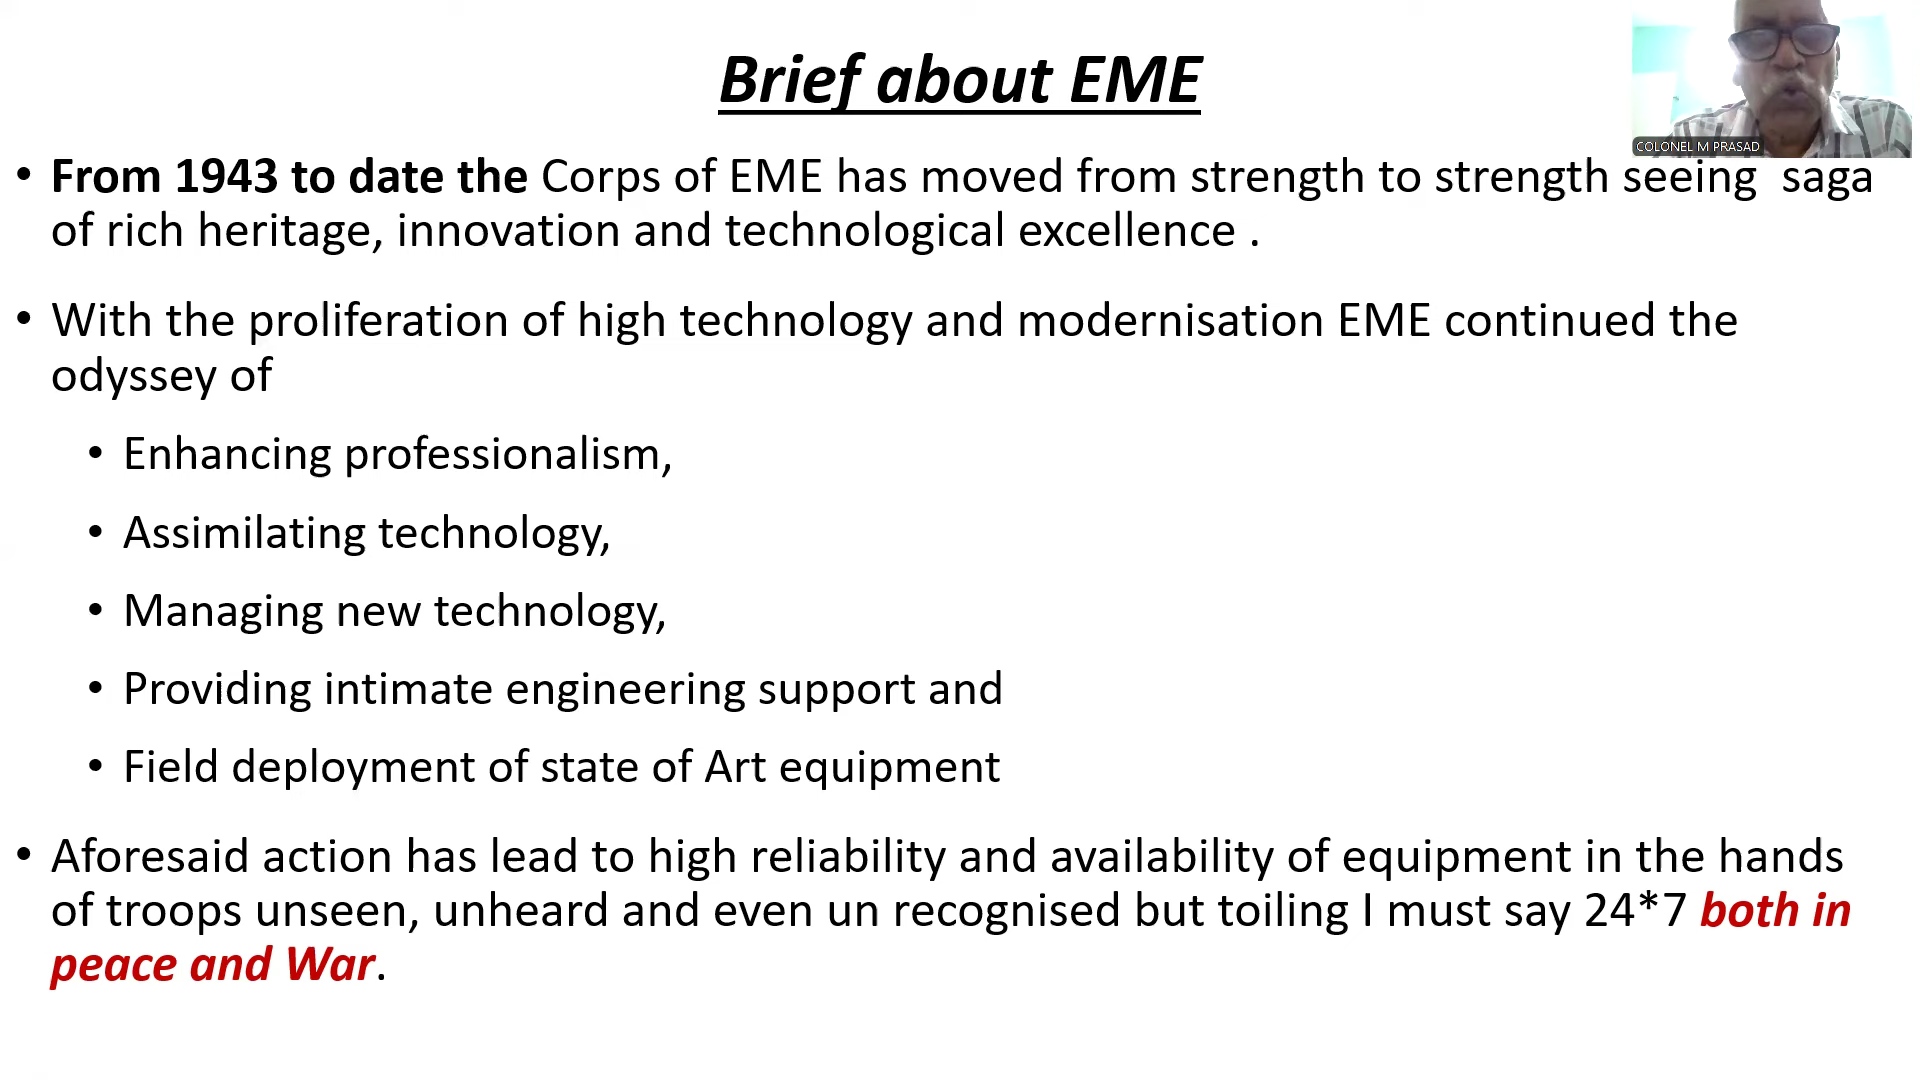 Brief about EME
COLONEL M PRASAD
• From 1943 to date the Corps of EME has moved from strength to strength seeing saga
of rich heritage, innovation and technological excellence .
• With the proliferation of high technology and modernisation EME continued the
odyssey of
• Enhancing professionalism,
• Assimilating technology,
• Managing new technology,
• Providing intimate engineering support and
• Field deployment of state of Art equipment
• Aforesaid action has lead to high reliability and availability of equipment in the hands
of troops unseen, unheard and even un recognised but toiling I must say 24*7 both in
peace and War.